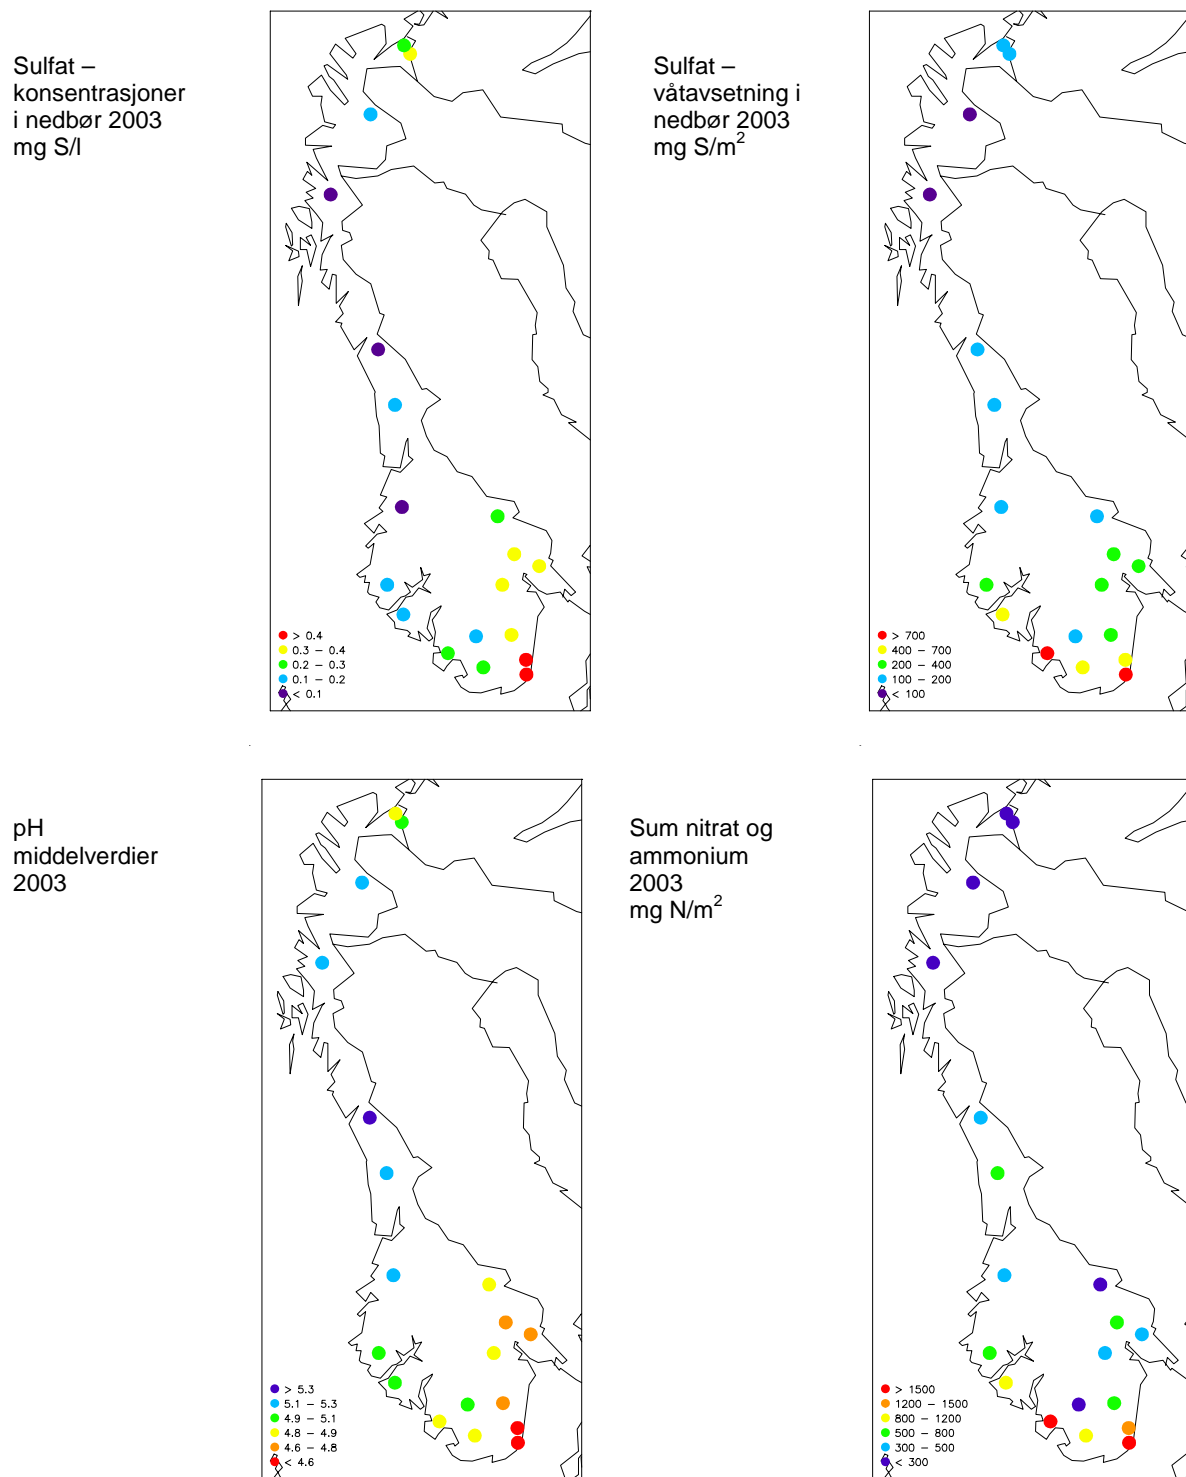 Sulfat –
konsentrasjoner
i nedbør 2003
mg S/l
> 0.4
0.3 – 0.4
0.2 – 0.3
0.1 – 0.2
< 0.1
Sulfat –
våtavsetning i
nedbør 2003
mg S/m²
> 700
400 – 700
200 – 400
100 – 200
< 100
pH
middelverdier
2003
> 5.3
5.1 – 5.3
4.9 – 5.1
4.8 – 4.9
4.6 – 4.8
< 4.6
Sum nitrat og
ammonium
2003
mg N/m²
> 1500
1200 – 1500
800 – 1200
500 – 800
300 – 500
< 300